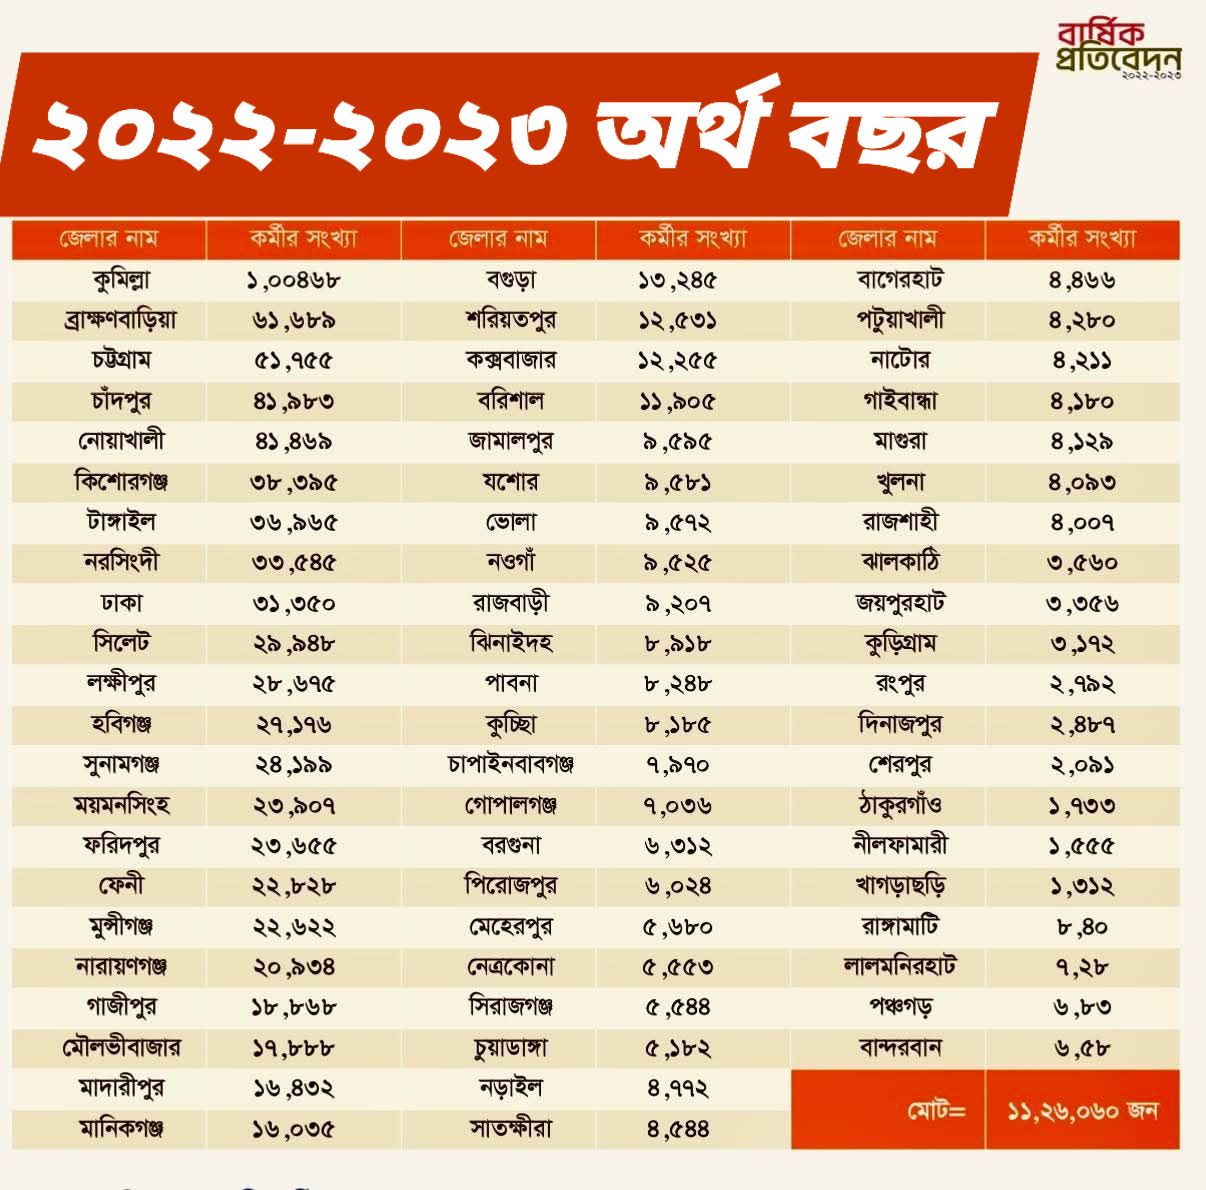 বার্ষিক
প্রতিবেদন
২০২২-২০২৩
২০২২-২০২৩ অর্থ বছর
জেলার নাম কর্মীর সংখ্যা জেলার নাম কর্মীর সংখ্যা জেলার নাম কর্মীর সংখ্যা
কুমিল্লা ১,০০৪৬৮ বগুড়া ১৩,২৪৫ বাগেরহাট ৪,৪৬৬
ব্রাক্ষণবাড়িয়া ৬১,৬৮৯ শরিয়তপুর ১২,৫৩১ পটুয়াখালী ৪,২৮০
চট্টগ্রাম ৫১,৭৫৫ কক্সবাজার ১২,২৫৫ নাটোর ৪,২১১
চাঁদপুর ৪১,৯৮৩ বরিশাল ১১,৯০৫ গাইবান্ধা ৪,১৮০
নোয়াখালী ৪১,৪৬৯ জামালপুর ৯,৫৯৫ মাগুরা ৪,১২৯
কিশোরগঞ্জ ৩৮,৩৯৫ যশোর ৯,৫৮১ খুলনা ৪,০৯৩
টাঙ্গাইল ৩৬,৯৬৫ ভোলা ৯,৫৭২ রাজশাহী ৪,০০৭
নরসিংদী ৩৩,৫৪৫ নওগাঁ ৯,৫২৫ ঝালকাঠি ৩,৫৬০
ঢাকা ৩১,৩৫০ রাজবাড়ী ৯,২০৭ জয়পুরহাট ৩,৩৫৬
সিলেট ২৯,৯৪৮ ঝিনাইদহ ৮,৯১৮ কুড়িগ্রাম ৩,১৭২
লক্ষীপুর ২৮,৬৭৫ পাবনা ৮,২৪৮ রংপুর ২,৭৯২
হবিগঞ্জ ২৭,১৭৬ কুচ্ছিা ৮,১৮৫ দিনাজপুর ২,৪৮৭
সুনামগঞ্জ ২৪,১৯৯ চাপাইনবাবগঞ্জ ৭,৯৭০ শেরপুর ২,০৯১
ময়মনসিংহ ২৩,৯০৭ গোপালগঞ্জ ৭,০৩৬ ঠাকুরগাঁও ১,৭৩৩
ফরিদপুর ২৩,৬৫৫ বরগুনা ৬,৩১২ নীলফামারী ১,৫৫৫
ফেনী ২২,৮২৮ পিরোজপুর ৬,০২৪ খাগড়াছড়ি ১,৩১২
মুন্সীগঞ্জ ২২,৬২২ মেহেরপুর ৫,৬৮০ রাঙ্গামাটি ৮,৪০
নারায়ণগঞ্জ ২০,৯৩৪ নেত্রকোনা ৫,৫৫৩ লালমনিরহাট ৭,২৮
গাজীপুর ১৮,৮৬৮ সিরাজগঞ্জ ৫,৫৪৪ পঞ্চগড় ৬,৮৩
মৌলভীবাজার ১৭,৮৮৮ চুয়াডাঙ্গা ৫,১৮২ বান্দরবান ৬,৫৮
মাদারীপুর ১৬,৪৩২ নড়াইল ৪,৭৭২
মোট= ১১,২৬,০৬০ জন
মানিকগঞ্জ ১৬,০৩৫ সাতক্ষীরা ৪,৫৪৪